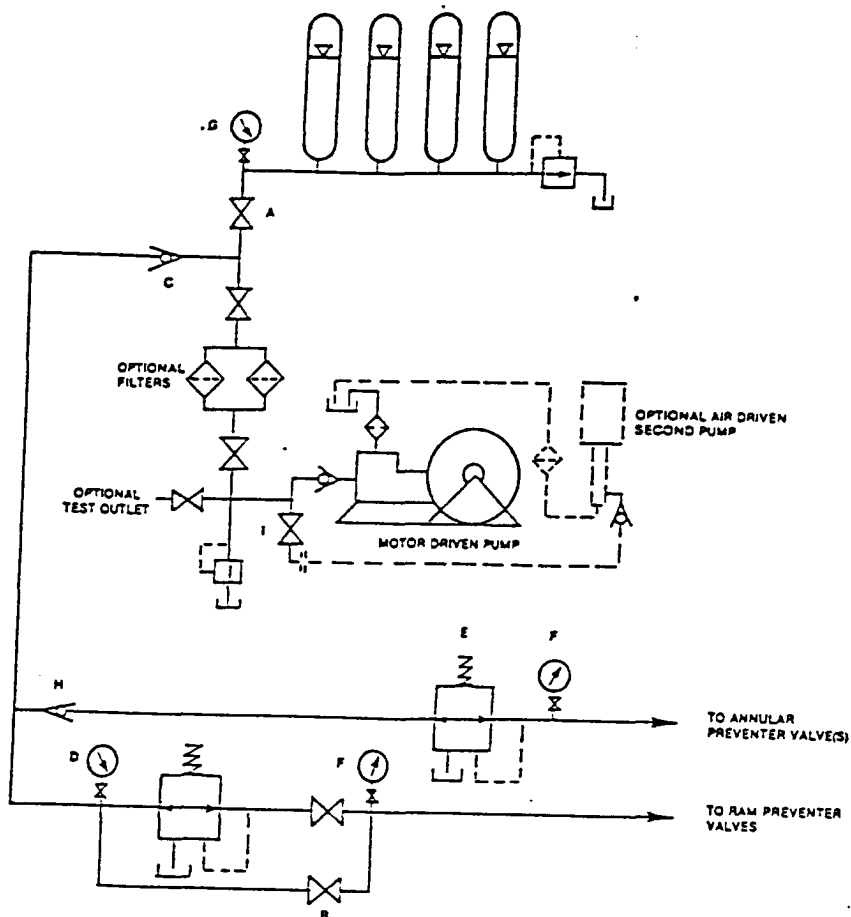 G
A
C
OPTIONAL
FILTERS
OPTIONAL AIR DRIVEN
SECOND PUMP
OPTIONAL
TEST OUTLET
I
MOTOR DRIVEN PUMP
E
F
H
TO ANNULAR
PREVENTER VALVE(S)
D
F
TO RAM PREVENTER
VALVES